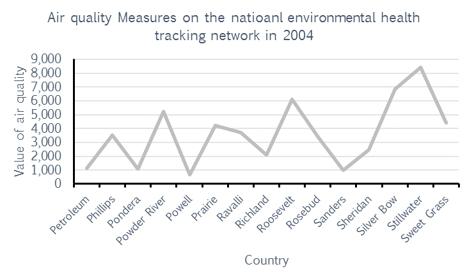 Air quality Measures on the natioanl environmental health
tracking network in 2004
Value of air quality
9,000
8,000
7,000
6,000
5,000
4,000
3,000
2,000
1,000
0
Petroleum
Phillips
Pondera
Powder River
Powell
Prairie
Ravalli
Richland
Roosevelt
Rosebud
Sanders
Sheridan
Silver Bow
Stillwater
Sweet Grass
Country